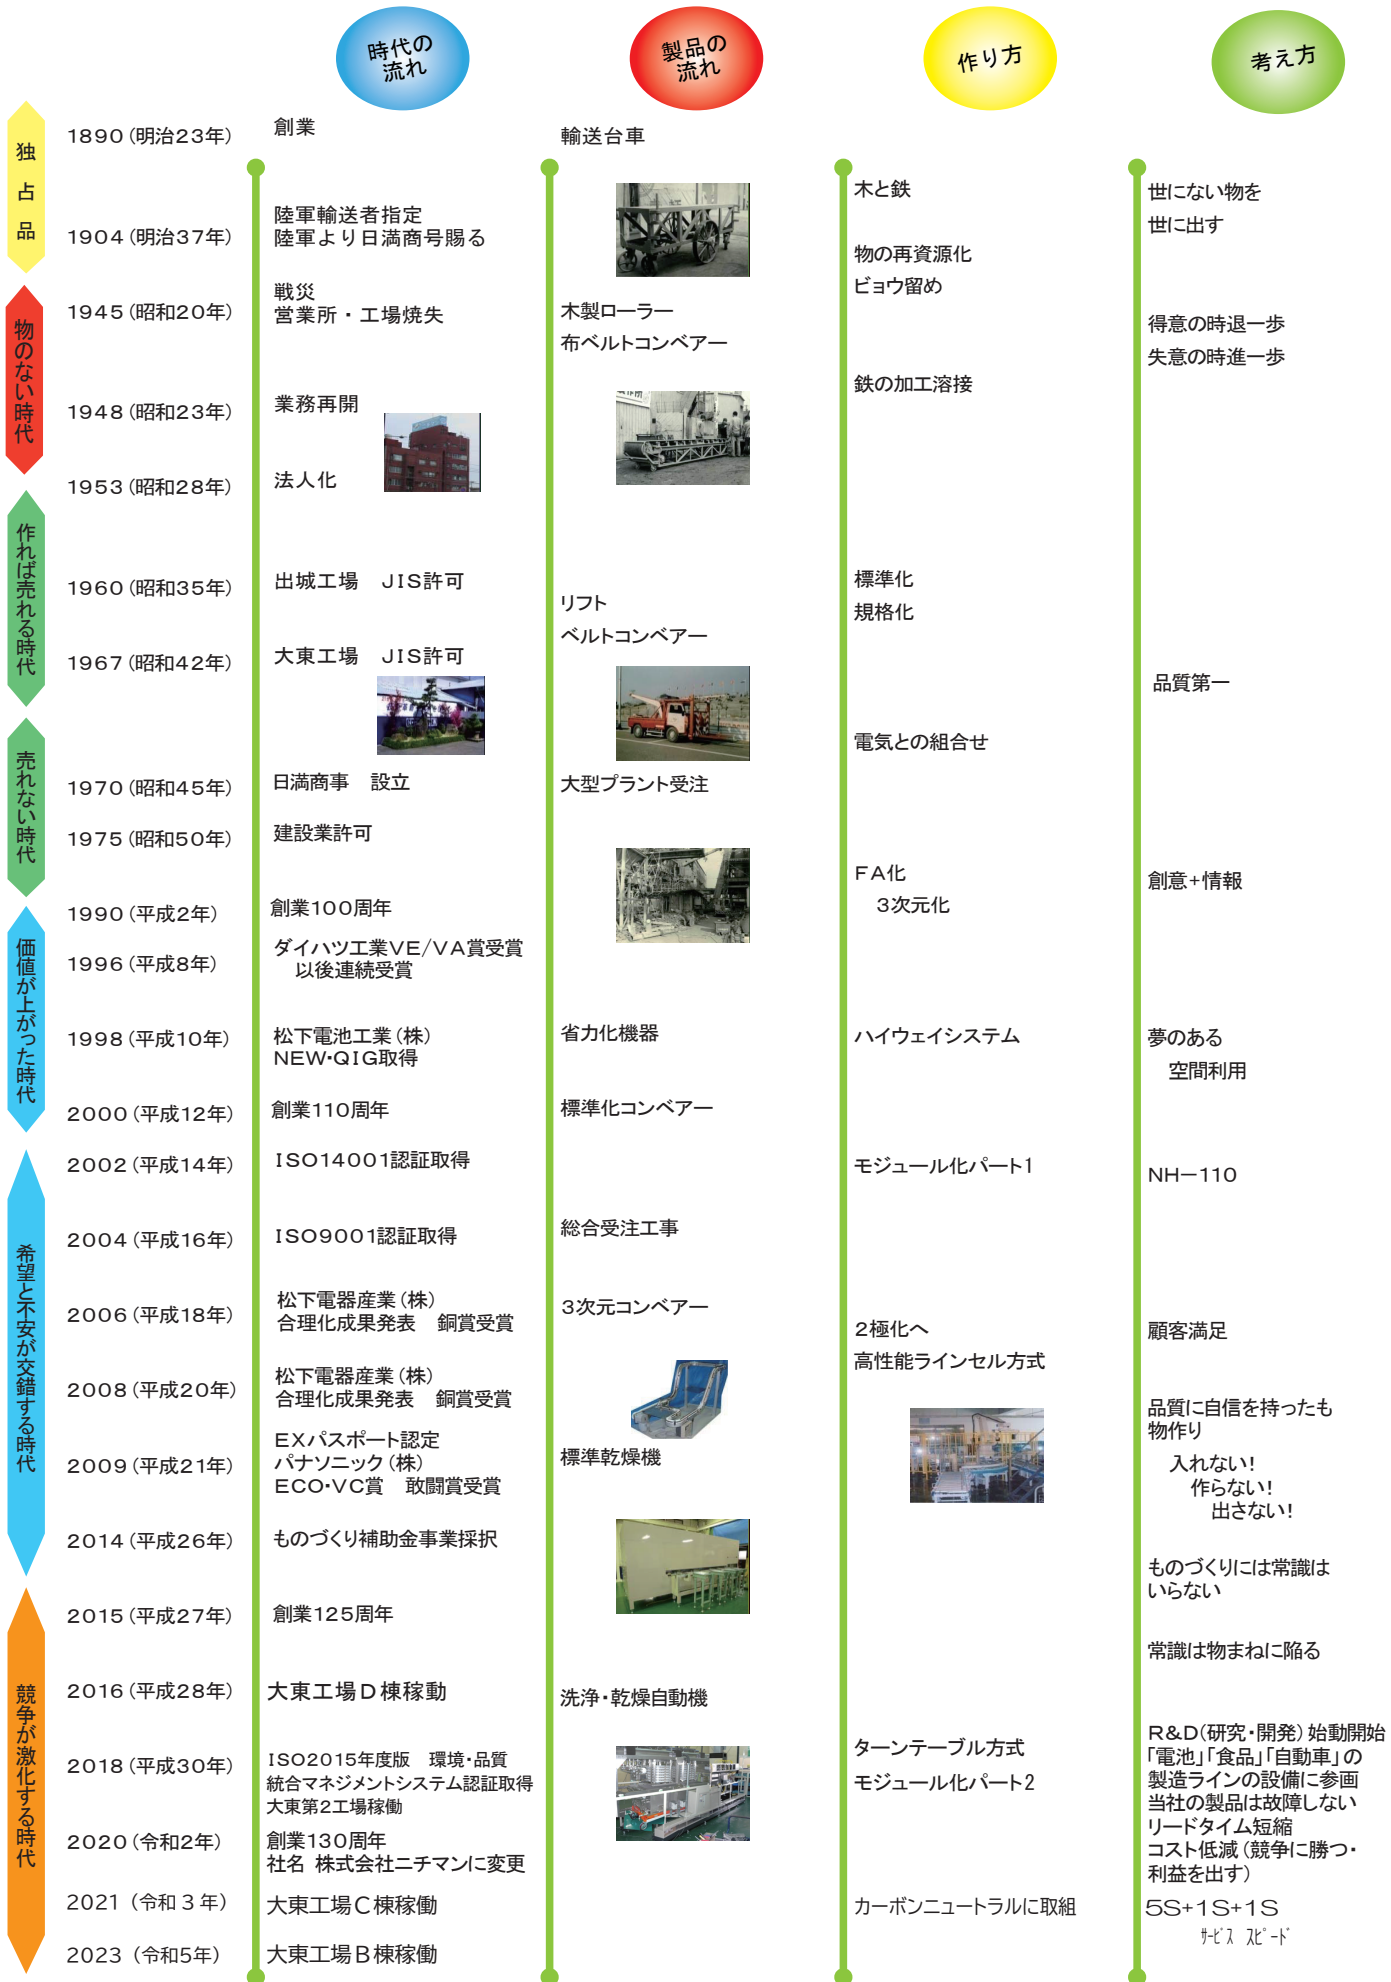 時代の
流れ
製品の
流れ
作り方
考え方
独占品
物のない時代
作れば売れる時代
売れない時代
価値が上がった時代
希望と不安が交錯する時代
競争が激化する時代
1890(明治23年)
1904(明治37年)
1945(昭和20年)
1948(昭和23年)
1953(昭和28年)
1960(昭和35年)
1967(昭和42年)
1970(昭和45年)
1975(昭和50年)
1990(平成2年)
1996(平成8年)
1998(平成10年)
2000(平成12年)
2002(平成14年)
2004(平成16年)
2006(平成18年)
2008(平成20年)
2009(平成21年)
2014(平成26年)
2015(平成27年)
2016(平成28年)
2018(平成30年)
2020(令和2年)
2021(令和3年)
2023(令和5年)
創業
陸軍輸送者指定
陸軍より日満商号賜る
戦災
営業所・工場焼失
業務再開
法人化
出城工場 JIS許可
大東工場 JIS許可
日満商事 設立
建設業許可
創業100周年
ダイハツ工業VE/VA賞受賞
以後連続受賞
松下電池工業(株)
NEW・QIG取得
創業110周年
ISO14001認証取得
ISO9001認証取得
松下電器産業(株)
合理化成果発表 銅賞受賞
松下電器産業(株)
合理化成果発表 銅賞受賞
EXパスポート認定
パナソニック(株)
ECO・VC賞 敢闘賞受賞
ものづくり補助金事業採択
創業125周年
大東工場D棟稼動
ISO2015年度版 環境・品質
統合マネジメントシステム認証取得
大東第2工場稼働
創業130周年
社名 株式会社ニチマンに変更
大東工場C棟稼働
大東工場B棟稼働
輸送台車
木製ローラー
布ベルトコンベアー
リフト
ベルトコンベアー
大型プラント受注
省力化機器
標準化コンベアー
総合受注工事
3次元コンベアー
標準乾燥機
洗浄・乾燥自動機
木と鉄
物の再資源化
ビョウ留め
鉄の加工溶接
標準化
規格化
電気との組合せ
FA化
3次元化
ハイウェイシステム
モジュール化パート1
2極化へ
高性能ラインセル方式
ターンテーブル方式
モジュール化パート2
カーボンニュートラルに取組
世にない物を
世に出す
得意の時退一歩
失意の時進一歩
品質第一
創意+情報
夢のある
空間利用
NH−110
顧客満足
品質に自信を持ったも
物作り
入れない!
作らない!
出さない!
ものづくりには常識は
いらない
常識は物まねに陥る
R&D(研究・開発)始動開始
「電池」「食品」「自動車」の
製造ラインの設備に参画
当社の製品は故障しない
リードタイム短縮
コスト低減(競争に勝つ・
利益を出す)
5S+1S+1S
ｻｰﾋﾞｽ ｽﾋﾟｰﾄﾞ